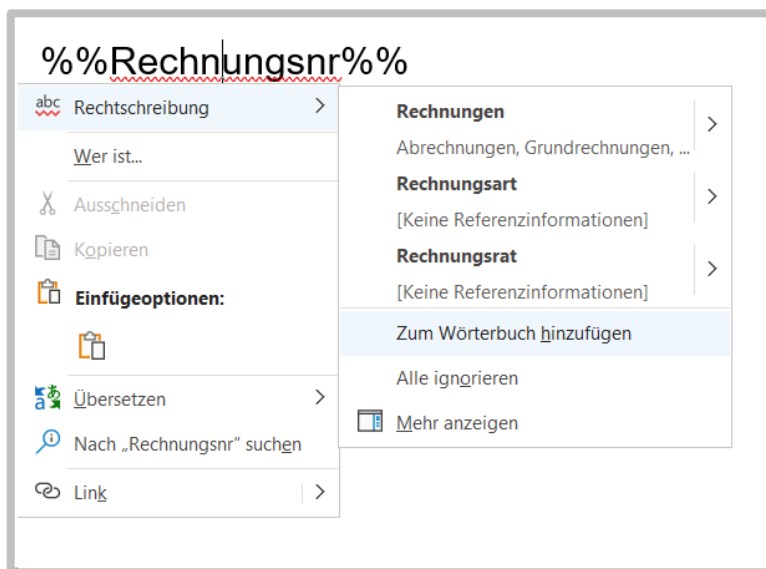 %%Rechnungsnr%%
abc Rechtschreibung
Wer ist...
Ausschneiden
Kopieren
Einfügeoptionen:
Übersetzen
Nach „Rechnungsnr“ suchen
Link
Rechnungen
Abrechnungen, Grundrechnungen, ...
Rechnungsart
[Keine Referenzinformationen]
Rechnungsrat
[Keine Referenzinformationen]
Zum Wörterbuch hinzufügen
Alle ignorieren
Mehr anzeigen